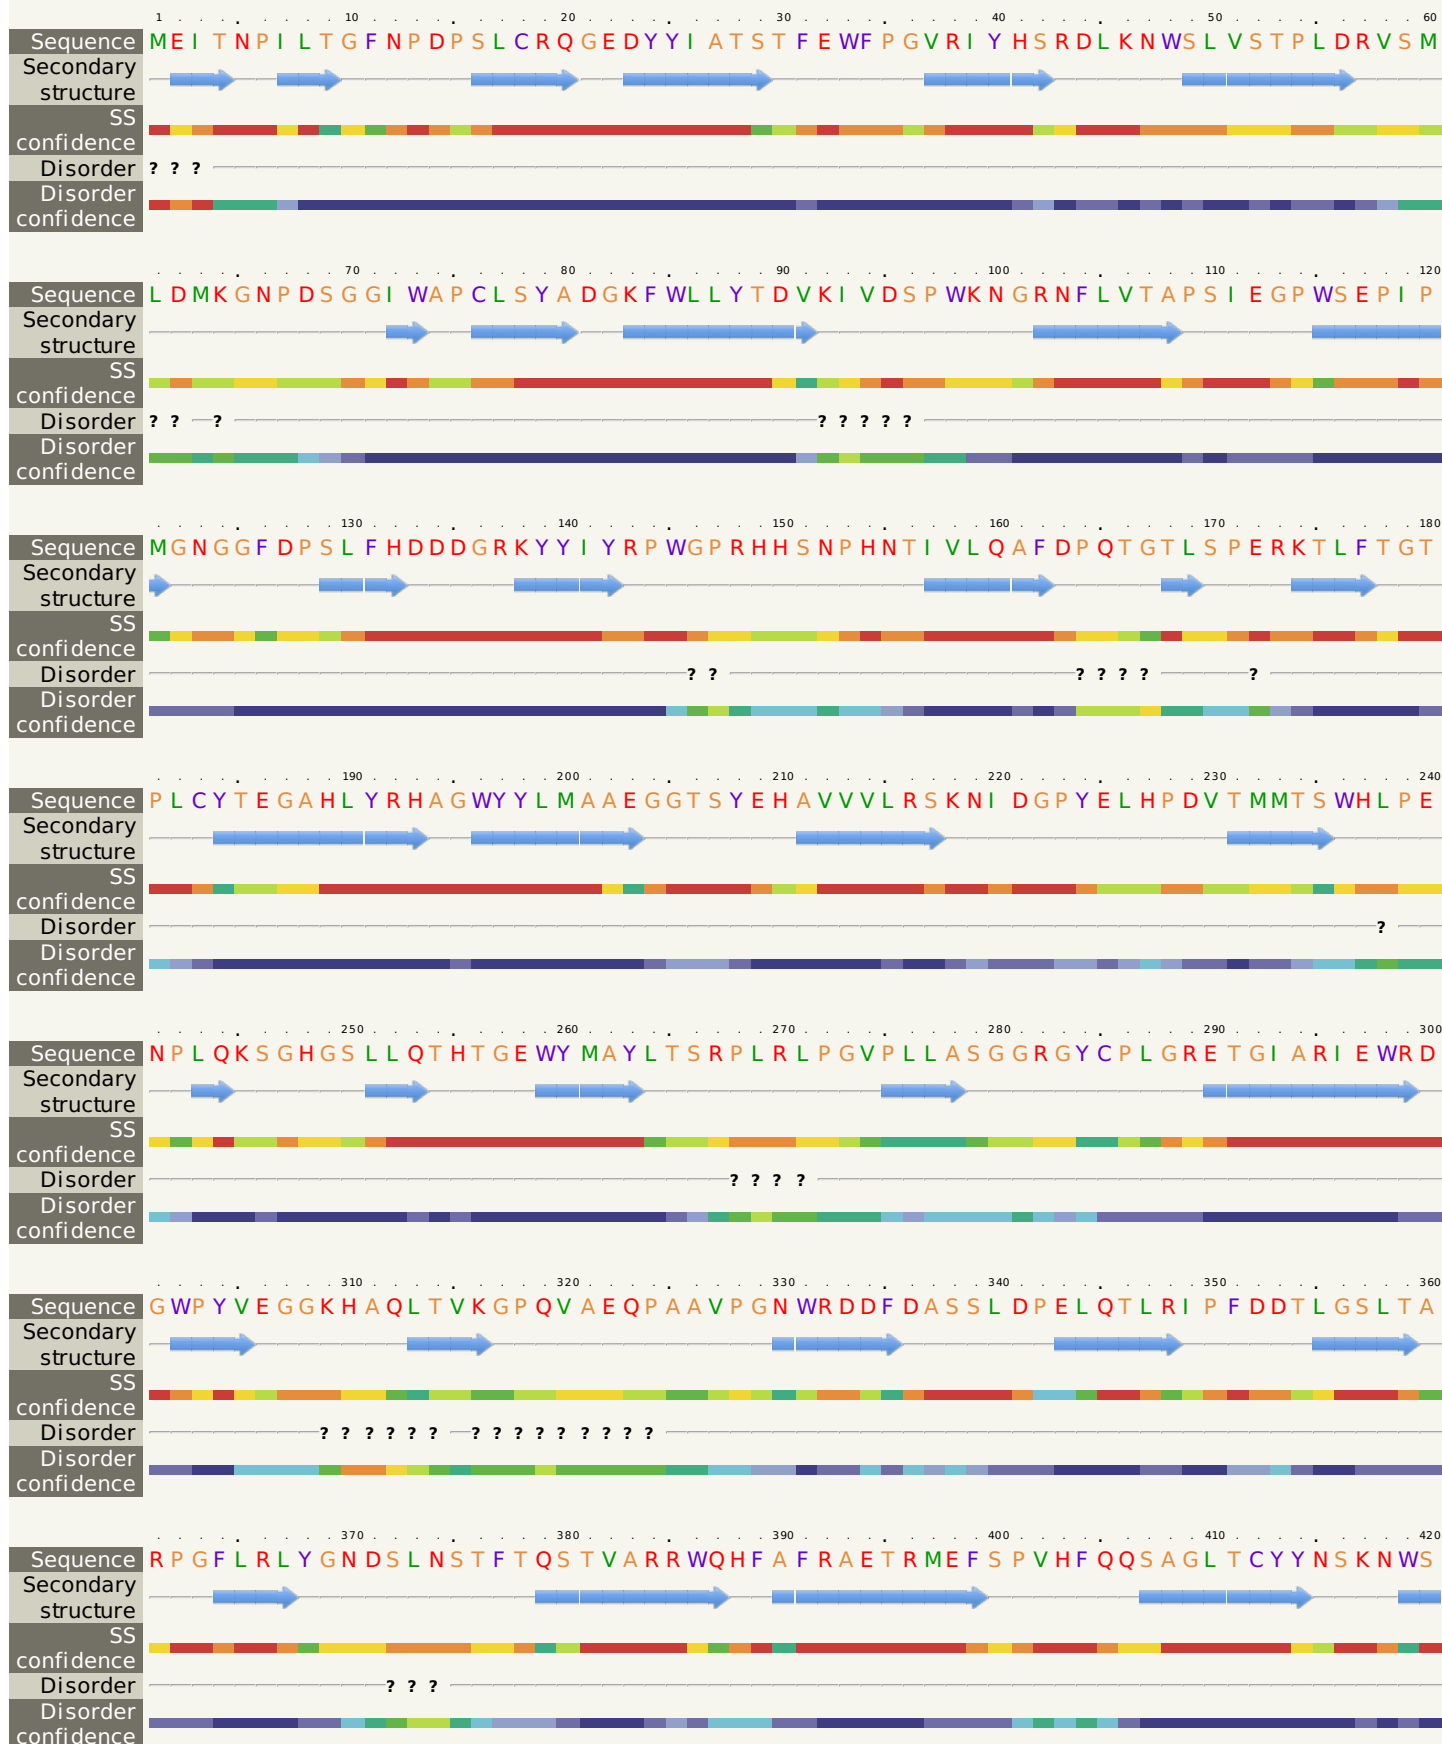 1 10 20 30 40 50 60
Sequence MEITNPILTGFNPDPSLCRQGEDYYIATSTFEWFPGVRIYHSRDLKNWSLVSTPLDRVSM
Secondary
structure
SS
confidence
Disorder ? ? ?
Disorder
confidence
70 80 90 100 110 120
Sequence LDMKGNPDSGGIWAPCLSYADGKFWLLYTDVKIVDSPWKNGRNFLVTAPSIEGPWSEPIP
Secondary
structure
SS
confidence
Disorder ? ? ? ? ? ? ? ?
Disorder
confidence
130 140 150 160 170 180
Sequence MGNGGFDPSLFHDDDGRKYYIYRPWGPRHHSNPHNTIVLQAFDPQTGTLSPERKTLFTGT
Secondary
structure
SS
confidence
Disorder ? ? ? ? ? ? ?
Disorder
confidence
190 200 210 220 230 240
Sequence PLCYTEGAHLYRHAGWYYLMAAEGGTSYEHAVVVLRSKNIDGPYELHPDVTMMTSWHLPE
Secondary
structure
SS
confidence
Disorder ?
Disorder
confidence
250 260 270 280 290 300
Sequence NPLQKSGHGSLLQTHTGEWYMAYLTSRPLRLPGVPLLASGGRGYCPLGRETGIARIEWRD
Secondary
structure
SS
confidence
Disorder ? ? ? ?
Disorder
confidence
310 320 330 340 350 360
Sequence GWPYVEGGKHAQLTVKGPQVAEQPAAVPGNWRDDFDASSLDPELQTLRIPFDDTLGSLTA
Secondary
structure
SS
confidence
Disorder ? ? ? ? ? ? ? ? ? ? ? ? ? ? ?
Disorder
confidence
370 380 390 400 410 420
Sequence RPGFLRLYGNDSLNSTFTQSTVARRWQHFAFRAETRMEFSPVHFQQSAGLTCYYNSKNWS
Secondary
structure
SS
confidence
Disorder ? ? ?
Disorder
confidence